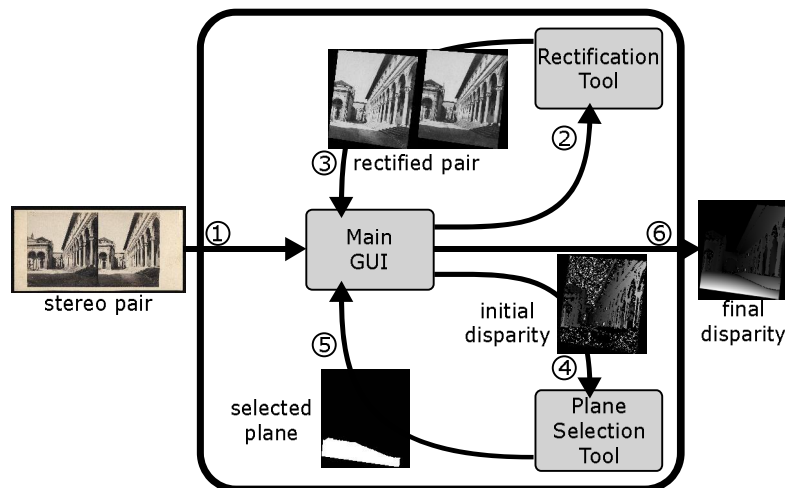 Rectification
Tool
②
③
rectified pair
①
Main
GUI
⑥
stereo pair
initial
disparity
final
disparity
⑤
④
selected
plane
Plane
Selection
Tool